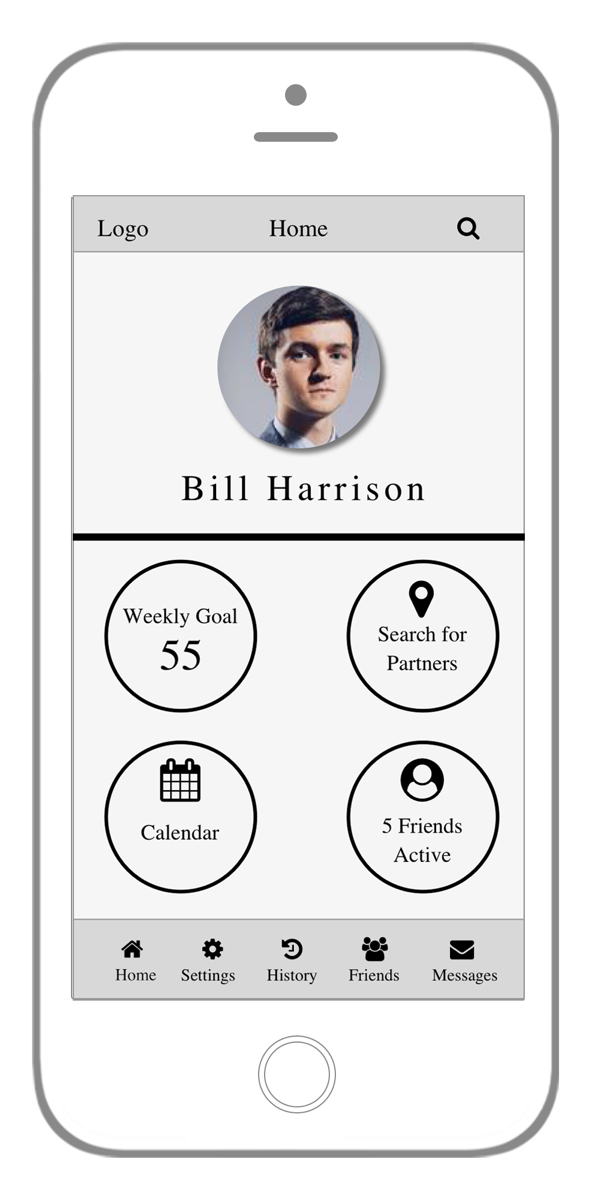 Logo Home
Bill Harrison
Weekly Goal
55
Search for
Partners
Calendar
5 Friends
Active
Home Settings History Friends Messages